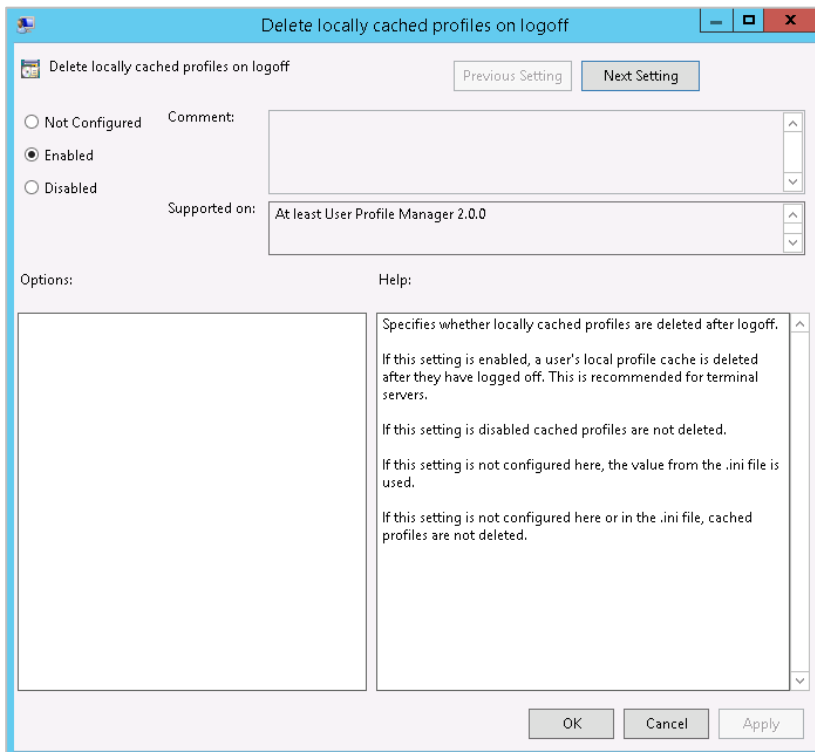 Delete locally cached profiles on logoff
x
Delete locally cached profiles on logoff
Previous Setting
Next Setting
Not Configured
Comment:
Enabled
Disabled
Supported on:
At least User Profile Manager 2.0.0
Options:
Help:
Specifies whether locally cached profiles are deleted after logoff.
If this setting is enabled, a user's local profile cache is deleted
after they have logged off. This is recommended for terminal
servers.
If this setting is disabled cached profiles are not deleted.
If this setting is not configured here, the value from the .ini file is
used.
If this setting is not configured here or in the .ini file, cached
profiles are not deleted.
OK
Cancel
Apply